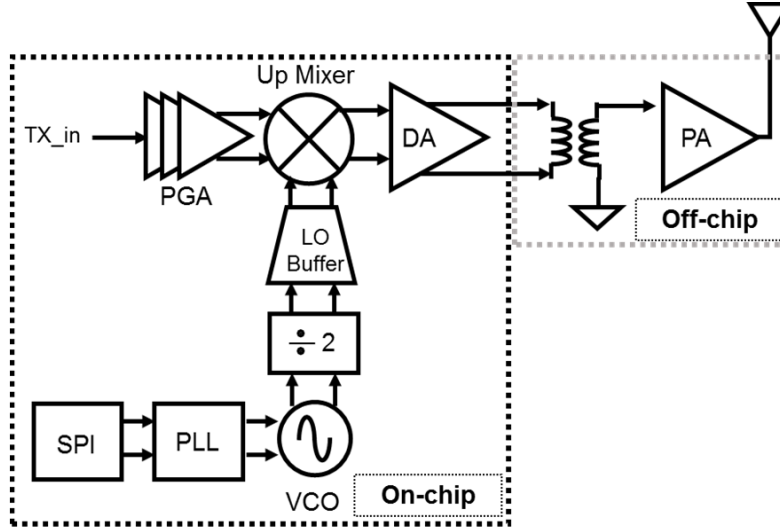 Up Mixer
TX_in
PGA
DA
PA
Off-chip
LO
Buffer
÷ 2
SPI
PLL
VCO
On-chip